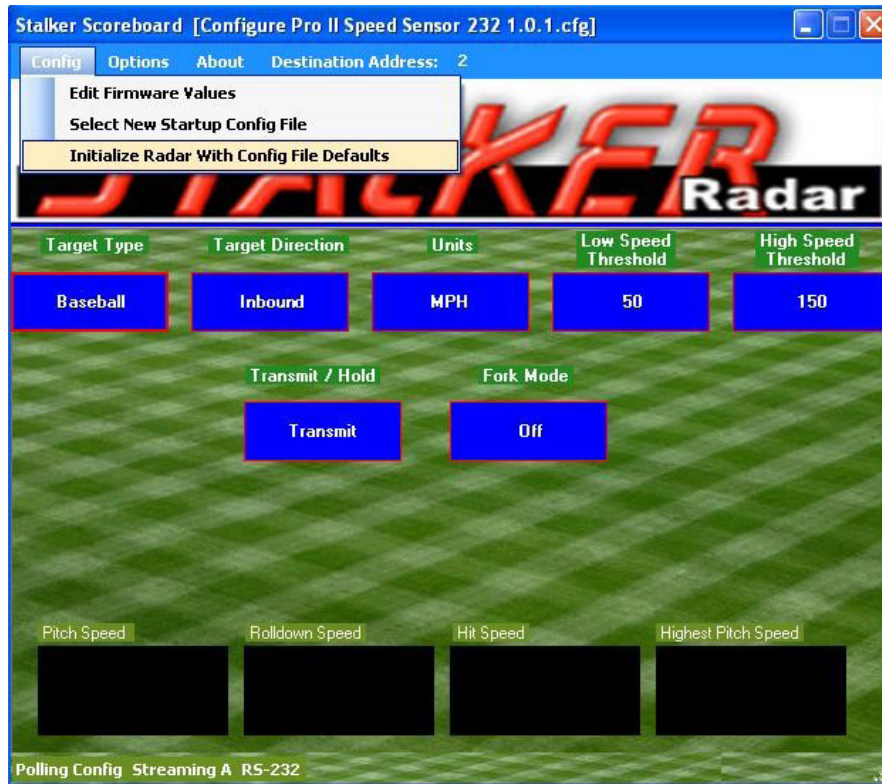 Stalker Scoreboard [Configure Pro II Speed Sensor 232 1.0.1.cfg]
Config Options About Destination Address: 2
Edit Firmware Values
Select New Startup Config File
Initialize Radar With Config File Defaults
STALKER
Radar
Target Type Target Direction Units Low Speed Threshold High Speed Threshold
Baseball Inbound MPH 50 150
Transmit / Hold Fork Mode
Transmit Off
Pitch Speed Rolldown Speed Hit Speed Highest Pitch Speed
Polling Config Streaming A RS-232